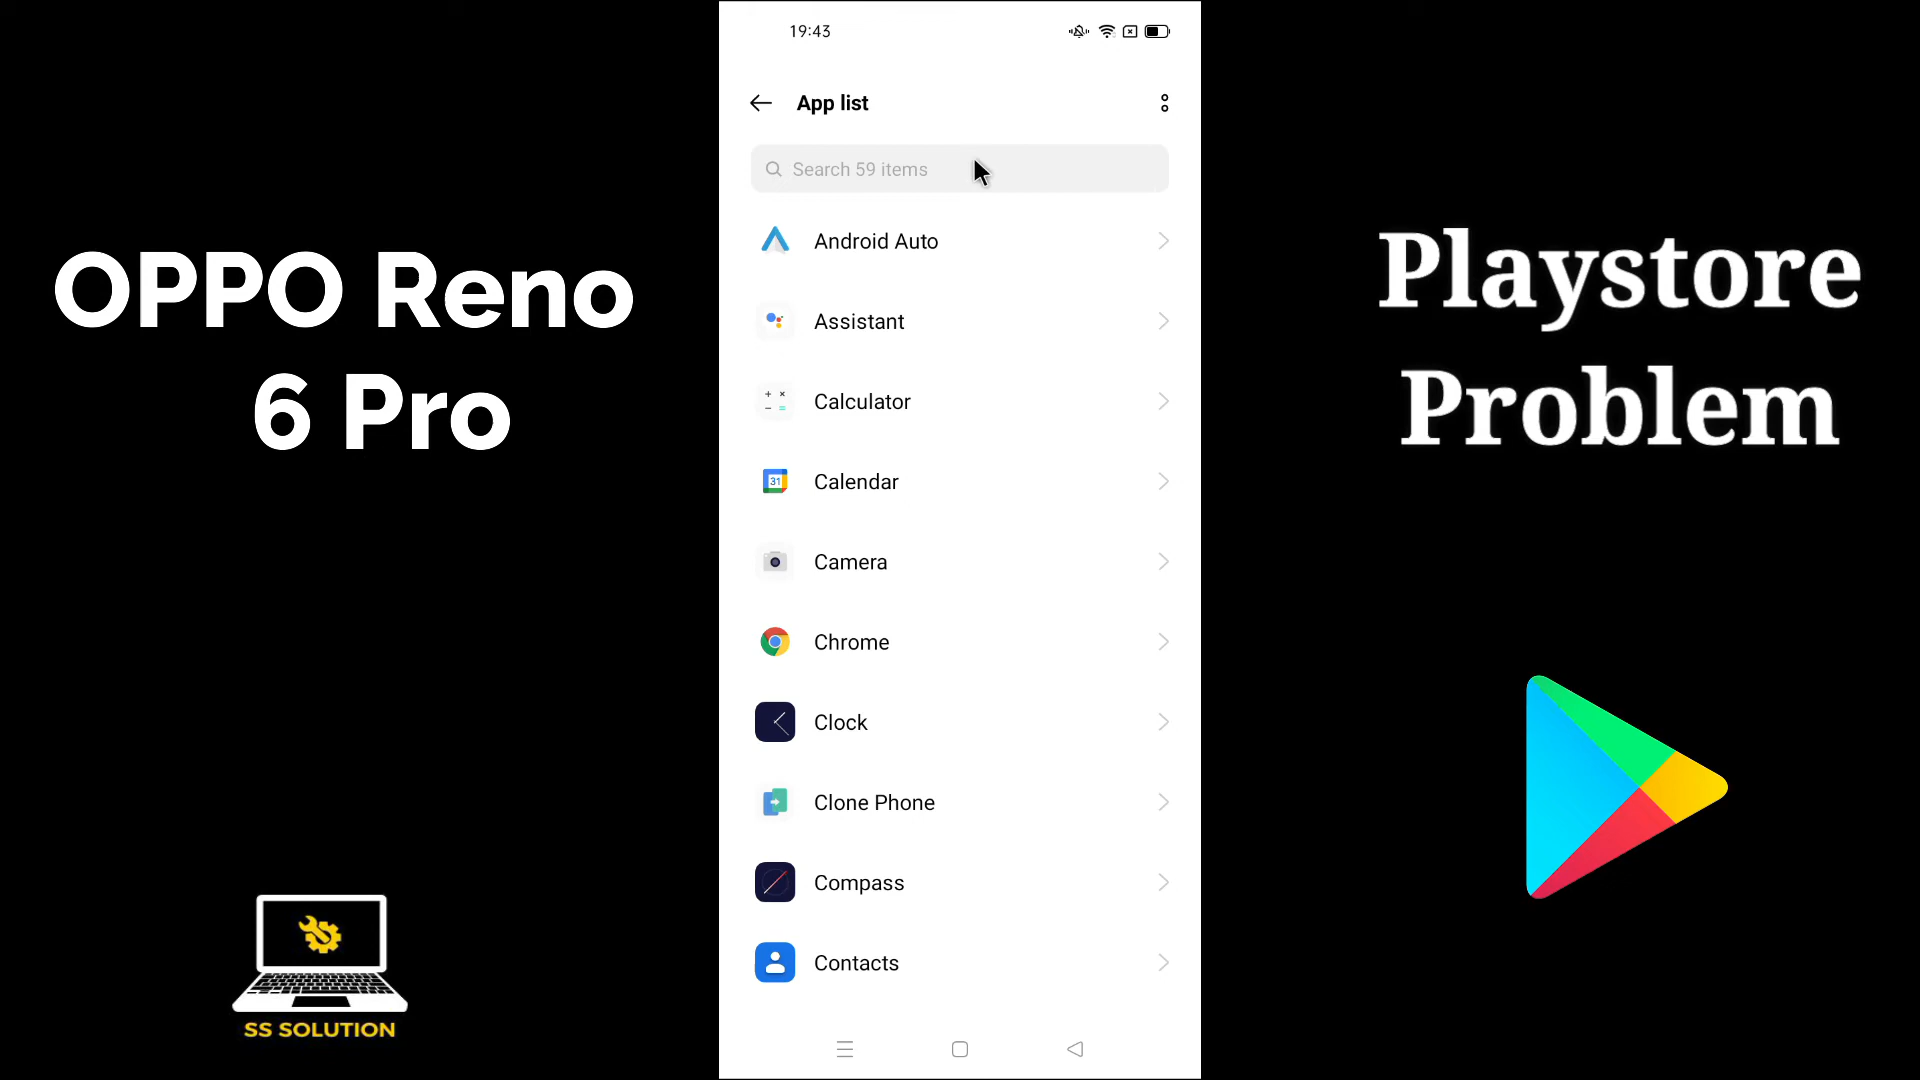 OPPO Reno
6 Pro
SS SOLUTION
19:43
App list
Search 59 items
Android Auto
Assistant
Calculator
31
Calendar
Camera
Chrome
Clock
Clone Phone
Compass
Contacts
Playstore
Problem